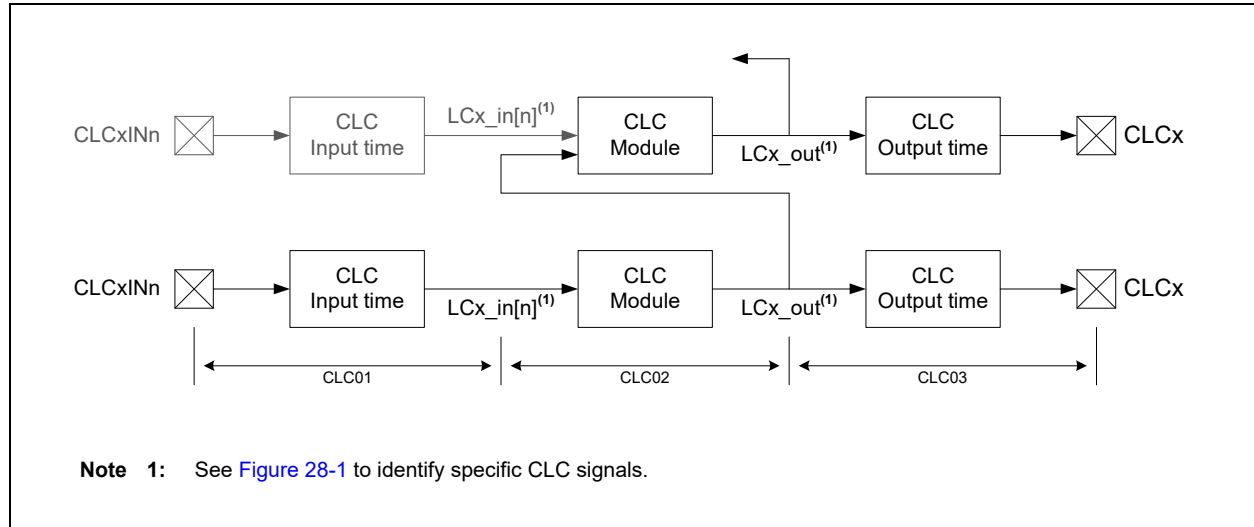 CLCxINn
CLC
Input time
LCx_in[n](1)
CLC
Module
LCx_out(1)
CLC
Output time
CLCx
CLCxINn
CLC
Input time
LCx_in[n](1)
CLC
Module
LCx_out(1)
CLC
Output time
CLCx
CLC01
CLC02
CLC03
Note 1: See Figure 28-1 to identify specific CLC signals.